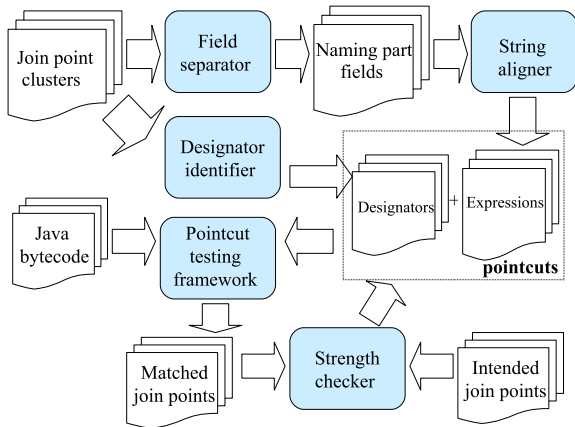 Join point
clusters
Field
separator
Naming part
fields
String
aligner
Designator
identifier
Designators
+
Expressions
pointcuts
Java
bytecode
Pointcut
testing
framework
Matched
join points
Strength
checker
Intended
join points